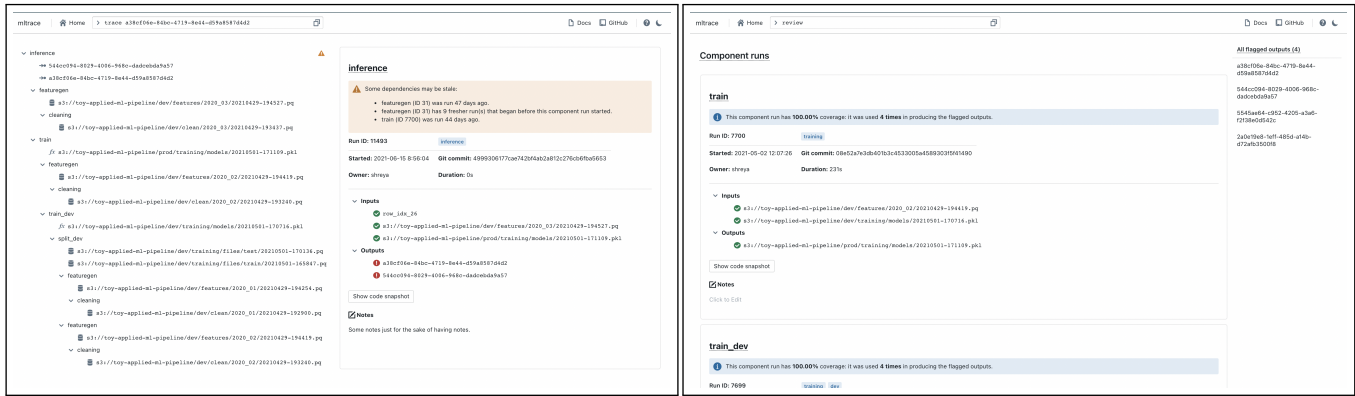 mltrace Home > trace a38cf06e-84bc-4719-8e44-d59a8587d4d2 Docs GitHub
inference
544cc094-8029-4006-968c-dadcebda9a57
a38cf06e-84bc-4719-8e44-d59a8587d4d2
featuregen
s3://toy-applied-ml-pipeline/dev/features/2020_03/20210429-194527.pq
cleaning
s3://toy-applied-ml-pipeline/dev/clean/2020_03/20210429-193437.pq
train
fx s3://toy-applied-ml-pipeline/prod/training/models/20210501-171109.pkl
featuregen
s3://toy-applied-ml-pipeline/dev/features/2020_02/20210429-194419.pq
cleaning
s3://toy-applied-ml-pipeline/dev/clean/2020_02/20210429-193240.pq
train_dev
fx s3://toy-applied-ml-pipeline/dev/training/models/20210501-170716.pkl
split_dev
s3://toy-applied-ml-pipeline/dev/training/files/test/20210501-170136.pq
s3://toy-applied-ml-pipeline/dev/training/files/train/20210501-165847.pq
featuregen
s3://toy-applied-ml-pipeline/dev/features/2020_01/20210429-194254.pq
cleaning
s3://toy-applied-ml-pipeline/dev/clean/2020_01/20210429-192900.pq
featuregen
s3://toy-applied-ml-pipeline/dev/features/2020_02/20210429-194419.pq
cleaning
s3://toy-applied-ml-pipeline/dev/clean/2020_02/20210429-193240.pq
inference
Some dependencies may be stale:
• featuregen (ID 31) was run 47 days ago.
• featuregen (ID 31) has 9 fresher run(s) that began before this component run started.
• train (ID 7700) was run 44 days ago.
Run ID: 11493 inference
Started: 2021-06-15 8:56:04 Git commit: 4999306177cae742bf4ab2a812c276cb6fba5653
Owner: shreya Duration: 0s
Inputs
row_idx_26
s3://toy-applied-ml-pipeline/dev/features/2020_03/20210429-194527.pq
s3://toy-applied-ml-pipeline/prod/training/models/20210501-171109.pkl
Outputs
a38cf06e-84bc-4719-8e44-d59a8587d4d2
544cc094-8029-4006-968c-dadcebda9a57
Show code snapshot
Notes
Some notes just for the sake of having notes.
mltrace Home > review Docs GitHub
Component runs
train
This component run has 100.00% coverage: it was used 4 times in producing the flagged outputs.
Run ID: 7700 training
Started: 2021-05-02 12:07:26 Git commit: 08e52a7e3db401b3c4533005a4589303f5f41490
Owner: shreya Duration: 231s
Inputs
s3://toy-applied-ml-pipeline/dev/features/2020_02/20210429-194419.pq
s3://toy-applied-ml-pipeline/dev/training/models/20210501-170716.pkl
Outputs
s3://toy-applied-ml-pipeline/prod/training/models/20210501-171109.pkl
Show code snapshot
Notes
Click to Edit
train_dev
This component run has 100.00% coverage: it was used 4 times in producing the flagged outputs.
Run ID: 7699 training dev
All flagged outputs (4)
a38cf06e-84bc-4719-8e44-
d59a8587d4d2
544cc094-8029-4006-968c-
dadcebda9a57
5545ae64-c952-4205-a3a6-
f2f38e0d542c
2a0e19e8-1eff-485d-a14b-
d72afb3500f8